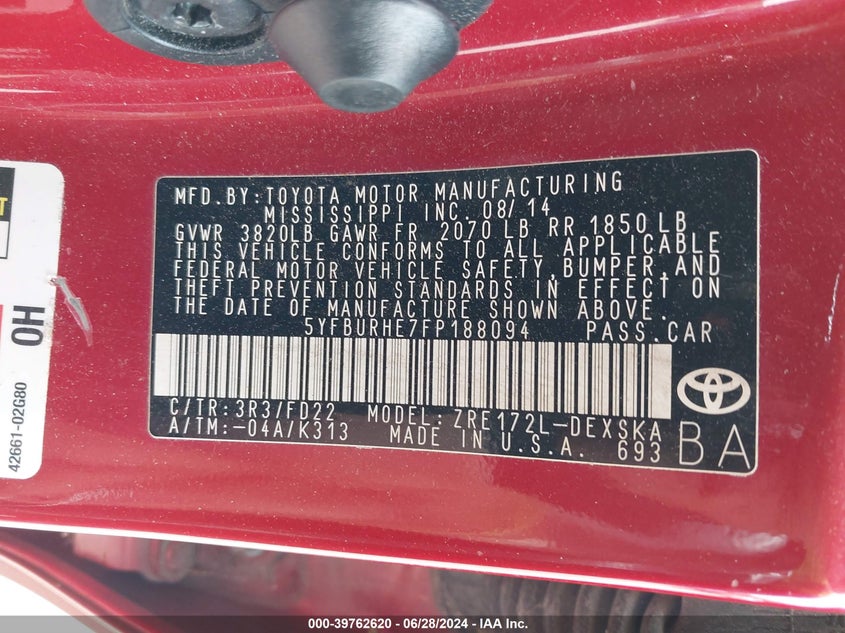 MFD.BY:TOYOTA MOTOR MANUFACTURING
MISSISSIPPI INC. 08/14
GVWR 3820LB GAWR FR 2070 LB RR 1850LB
THIS VEHICLE CONFORMS TO ALL APPLICABLE
FEDERAL MOTOR VEHICLE SAFETY,BUMPER,AND
THEFT PREVENTION STANDARDS IN EFFECT ON
THE DATE OF MANUFACTURE SHOWN ABOVE.
5YFBURHE7FP188094 PASS.CAR
C/TR:3R3/FD22 MODEL:ZRE172L-DEXSKA
A/TM:-04A/K313 MADE IN U.S.A. 693
BA
OH
42661-02G80
000-39762620 / 06/28/2024 - IAA Inc.